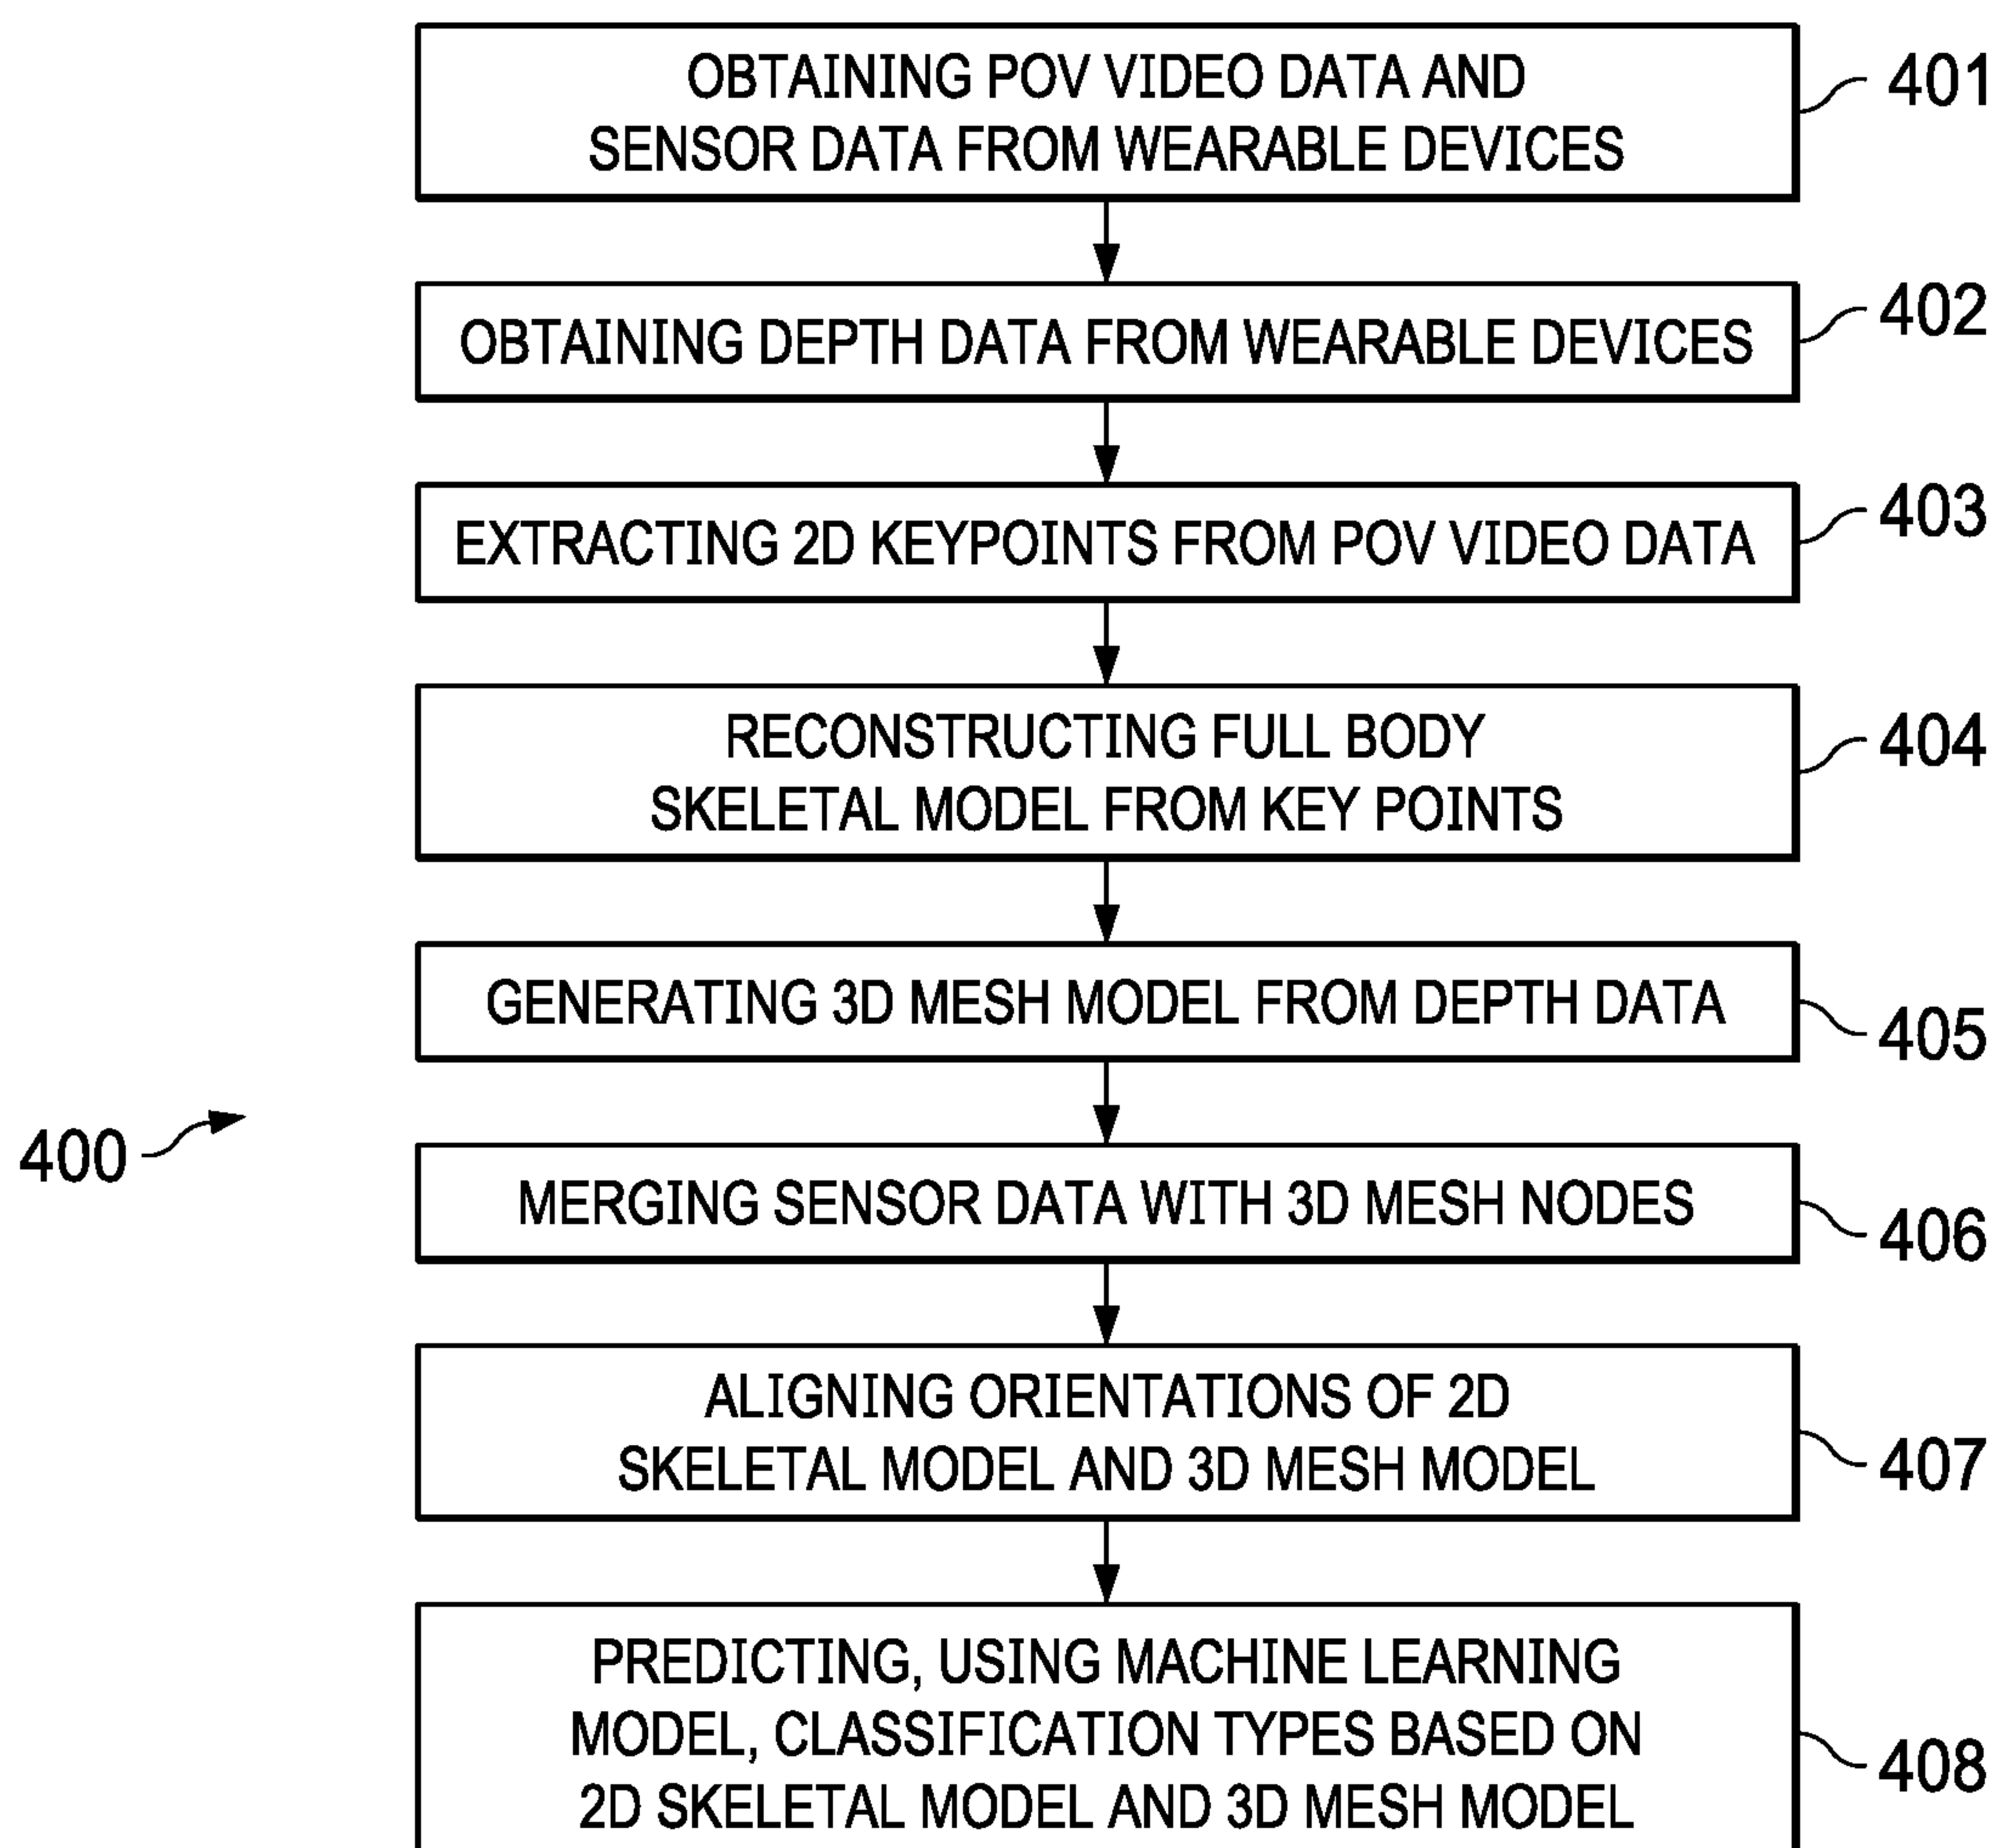 OBTAINING POV VIDEO DATA AND
SENSOR DATA FROM WEARABLE DEVICES
401
OBTAINING DEPTH DATA FROM WEARABLE DEVICES
402
EXTRACTING 2D KEYPOINTS FROM POV VIDEO DATA
403
RECONSTRUCTING FULL BODY
SKELETAL MODEL FROM KEY POINTS
404
GENERATING 3D MESH MODEL FROM DEPTH DATA
405
400
MERGING SENSOR DATA WITH 3D MESH NODES
406
ALIGNING ORIENTATIONS OF 2D
SKELETAL MODEL AND 3D MESH MODEL
407
PREDICTING, USING MACHINE LEARNING
MODEL, CLASSIFICATION TYPES BASED ON
2D SKELETAL MODEL AND 3D MESH MODEL
408